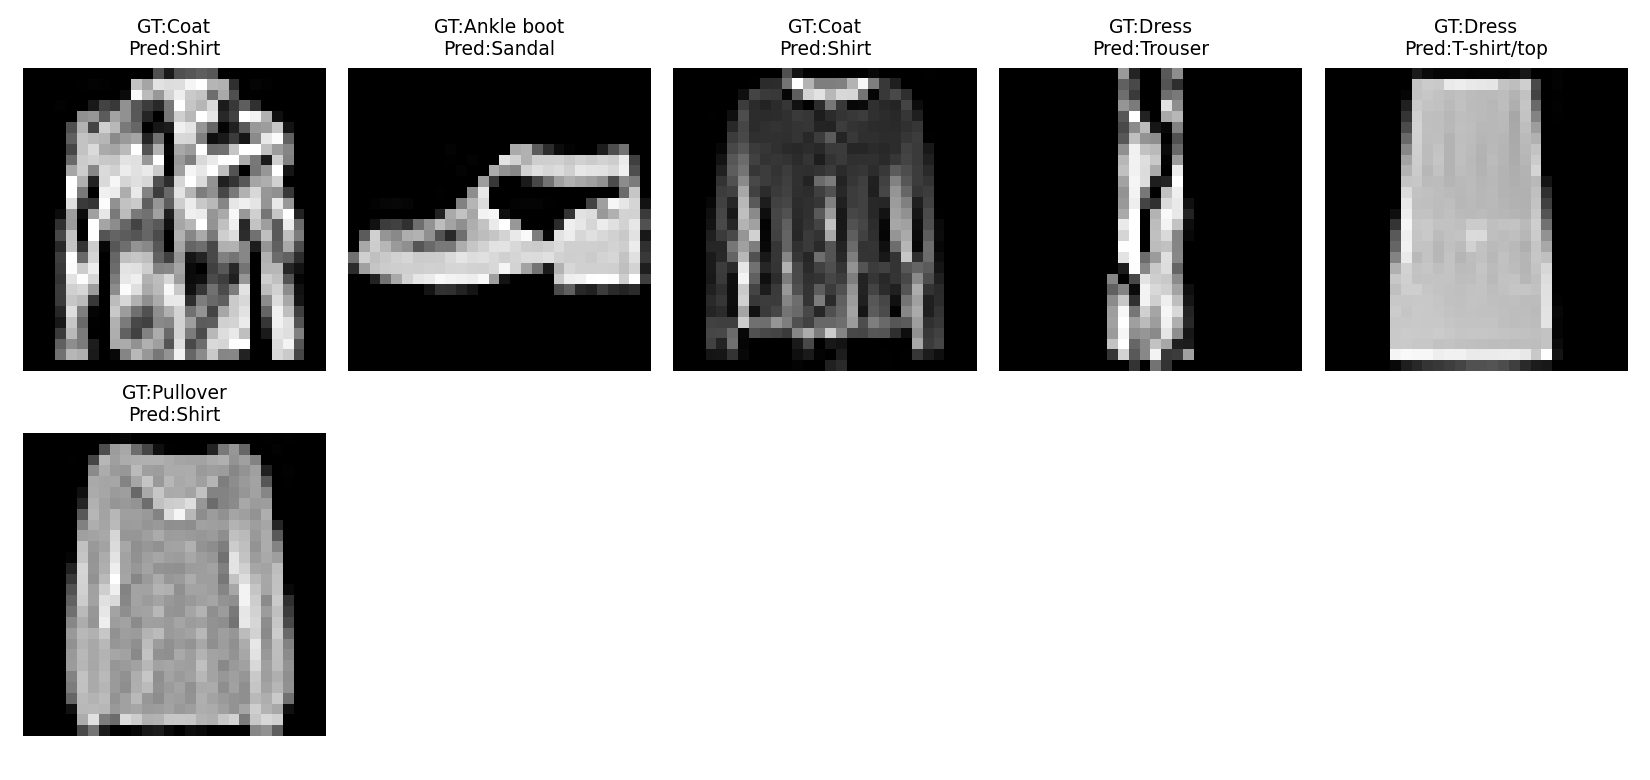 GT:Coat
Pred:Shirt
GT:Ankle boot
Pred:Sandal
GT:Coat
Pred:Shirt
GT:Dress
Pred:Trouser
GT:Dress
Pred:T-shirt/top
GT:Pullover
Pred:Shirt